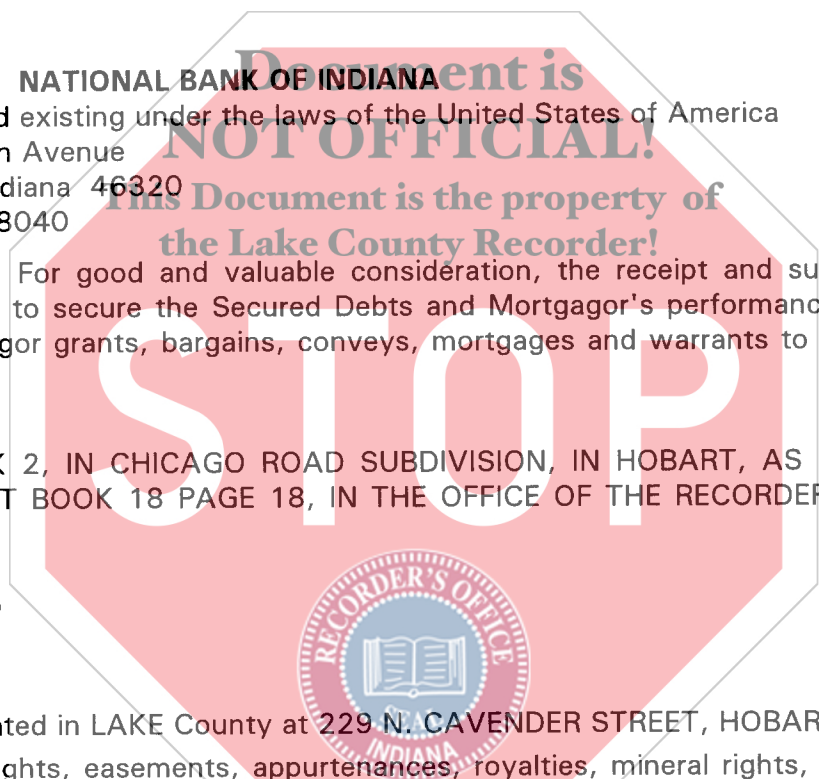 NATIONAL BANK OF INDIANA
d existing under the laws of the United States of America
n Avenue
diana 46320
8040
For good and valuable consideration, the receipt and su
to secure the Secured Debts and Mortgagor's performanc
gor grants, bargains, conveys, mortgages and warrants to
K 2, IN CHICAGO ROAD SUBDIVISION, IN HOBART, AS
T BOOK 18 PAGE 18, IN THE OFFICE OF THE RECORDER
ted in LAKE County at 229 N. CAVENDER STREET, HOBAR
ghts, easements, appurtenances, royalties, mineral rights,
Document is
NOT OFFICIAL!
This Document is the property of
the Lake County Recorder!
STOP
RECORDER'S OFFICE
SEAL
INDIANA